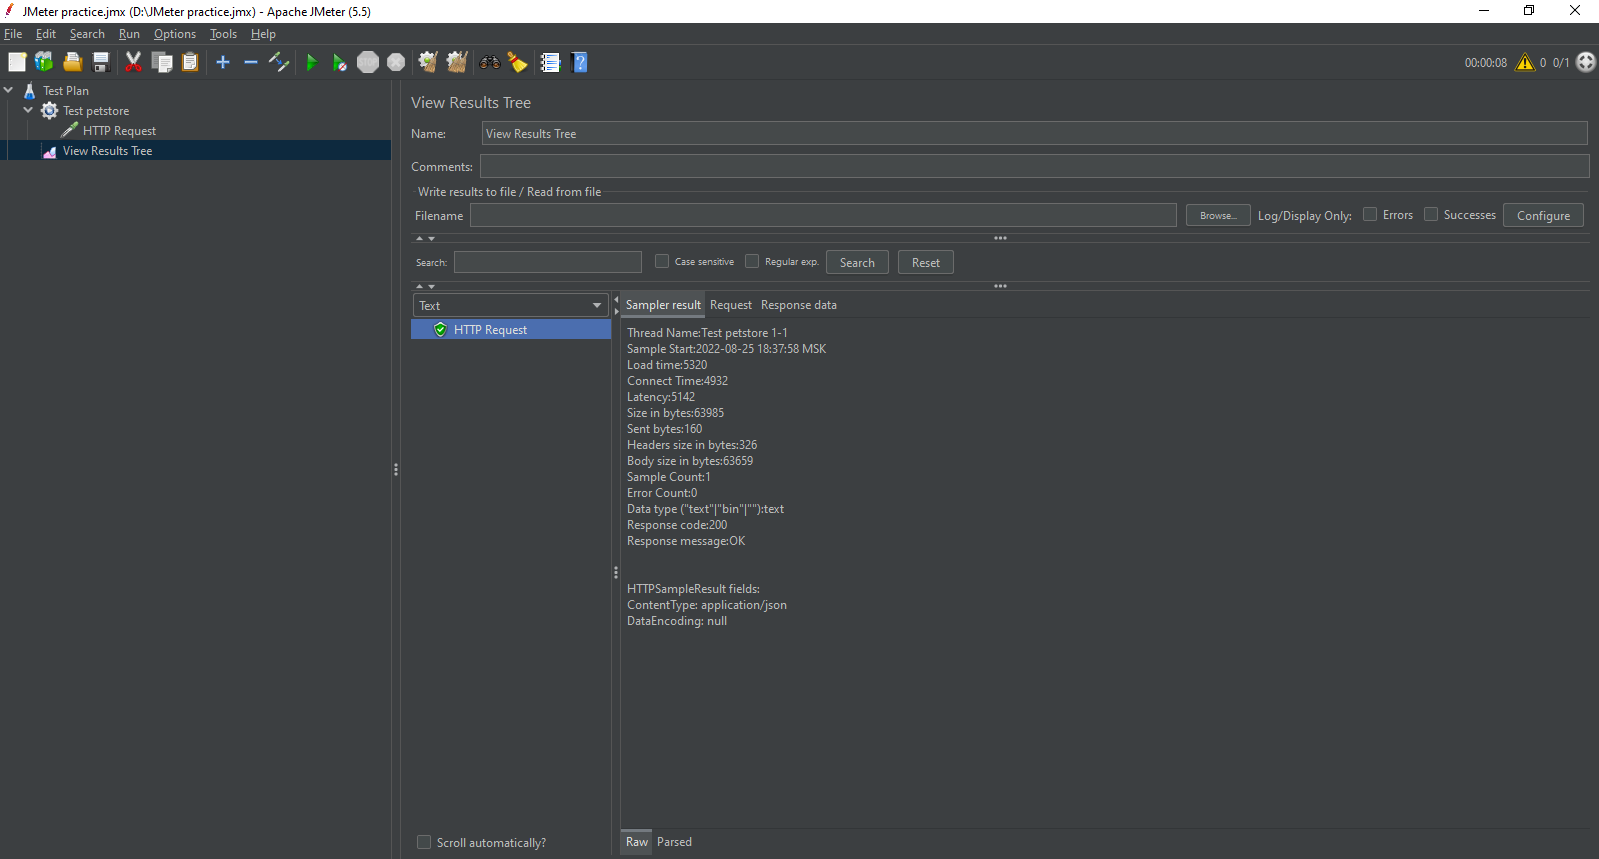 JMeter practice.jmx (D:\JMeter practice.jmx) - Apache JMeter (5.5)
File Edit Search Run Options Tools Help
STOP
00:00:08 0 0/1
Test Plan
Test petstore
HTTP Request
View Results Tree
View Results Tree
Name: View Results Tree
Comments:
Write results to file / Read from file
Filename Browse... Log/Display Only: Errors Successes Configure
Search: Case sensitive Regular exp. Search Reset
Text
HTTP Request
Sampler result Request Response data
Thread Name:Test petstore 1-1
Sample Start:2022-08-25 18:37:58 MSK
Load time:5320
Connect Time:4932
Latency:5142
Size in bytes:63985
Sent bytes:160
Headers size in bytes:326
Body size in bytes:63659
Sample Count:1
Error Count:0
Data type ("text"|"bin"|""):text
Response code:200
Response message:OK
HTTPSampleResult fields:
ContentType: application/json
DataEncoding: null
Scroll automatically?
Raw Parsed